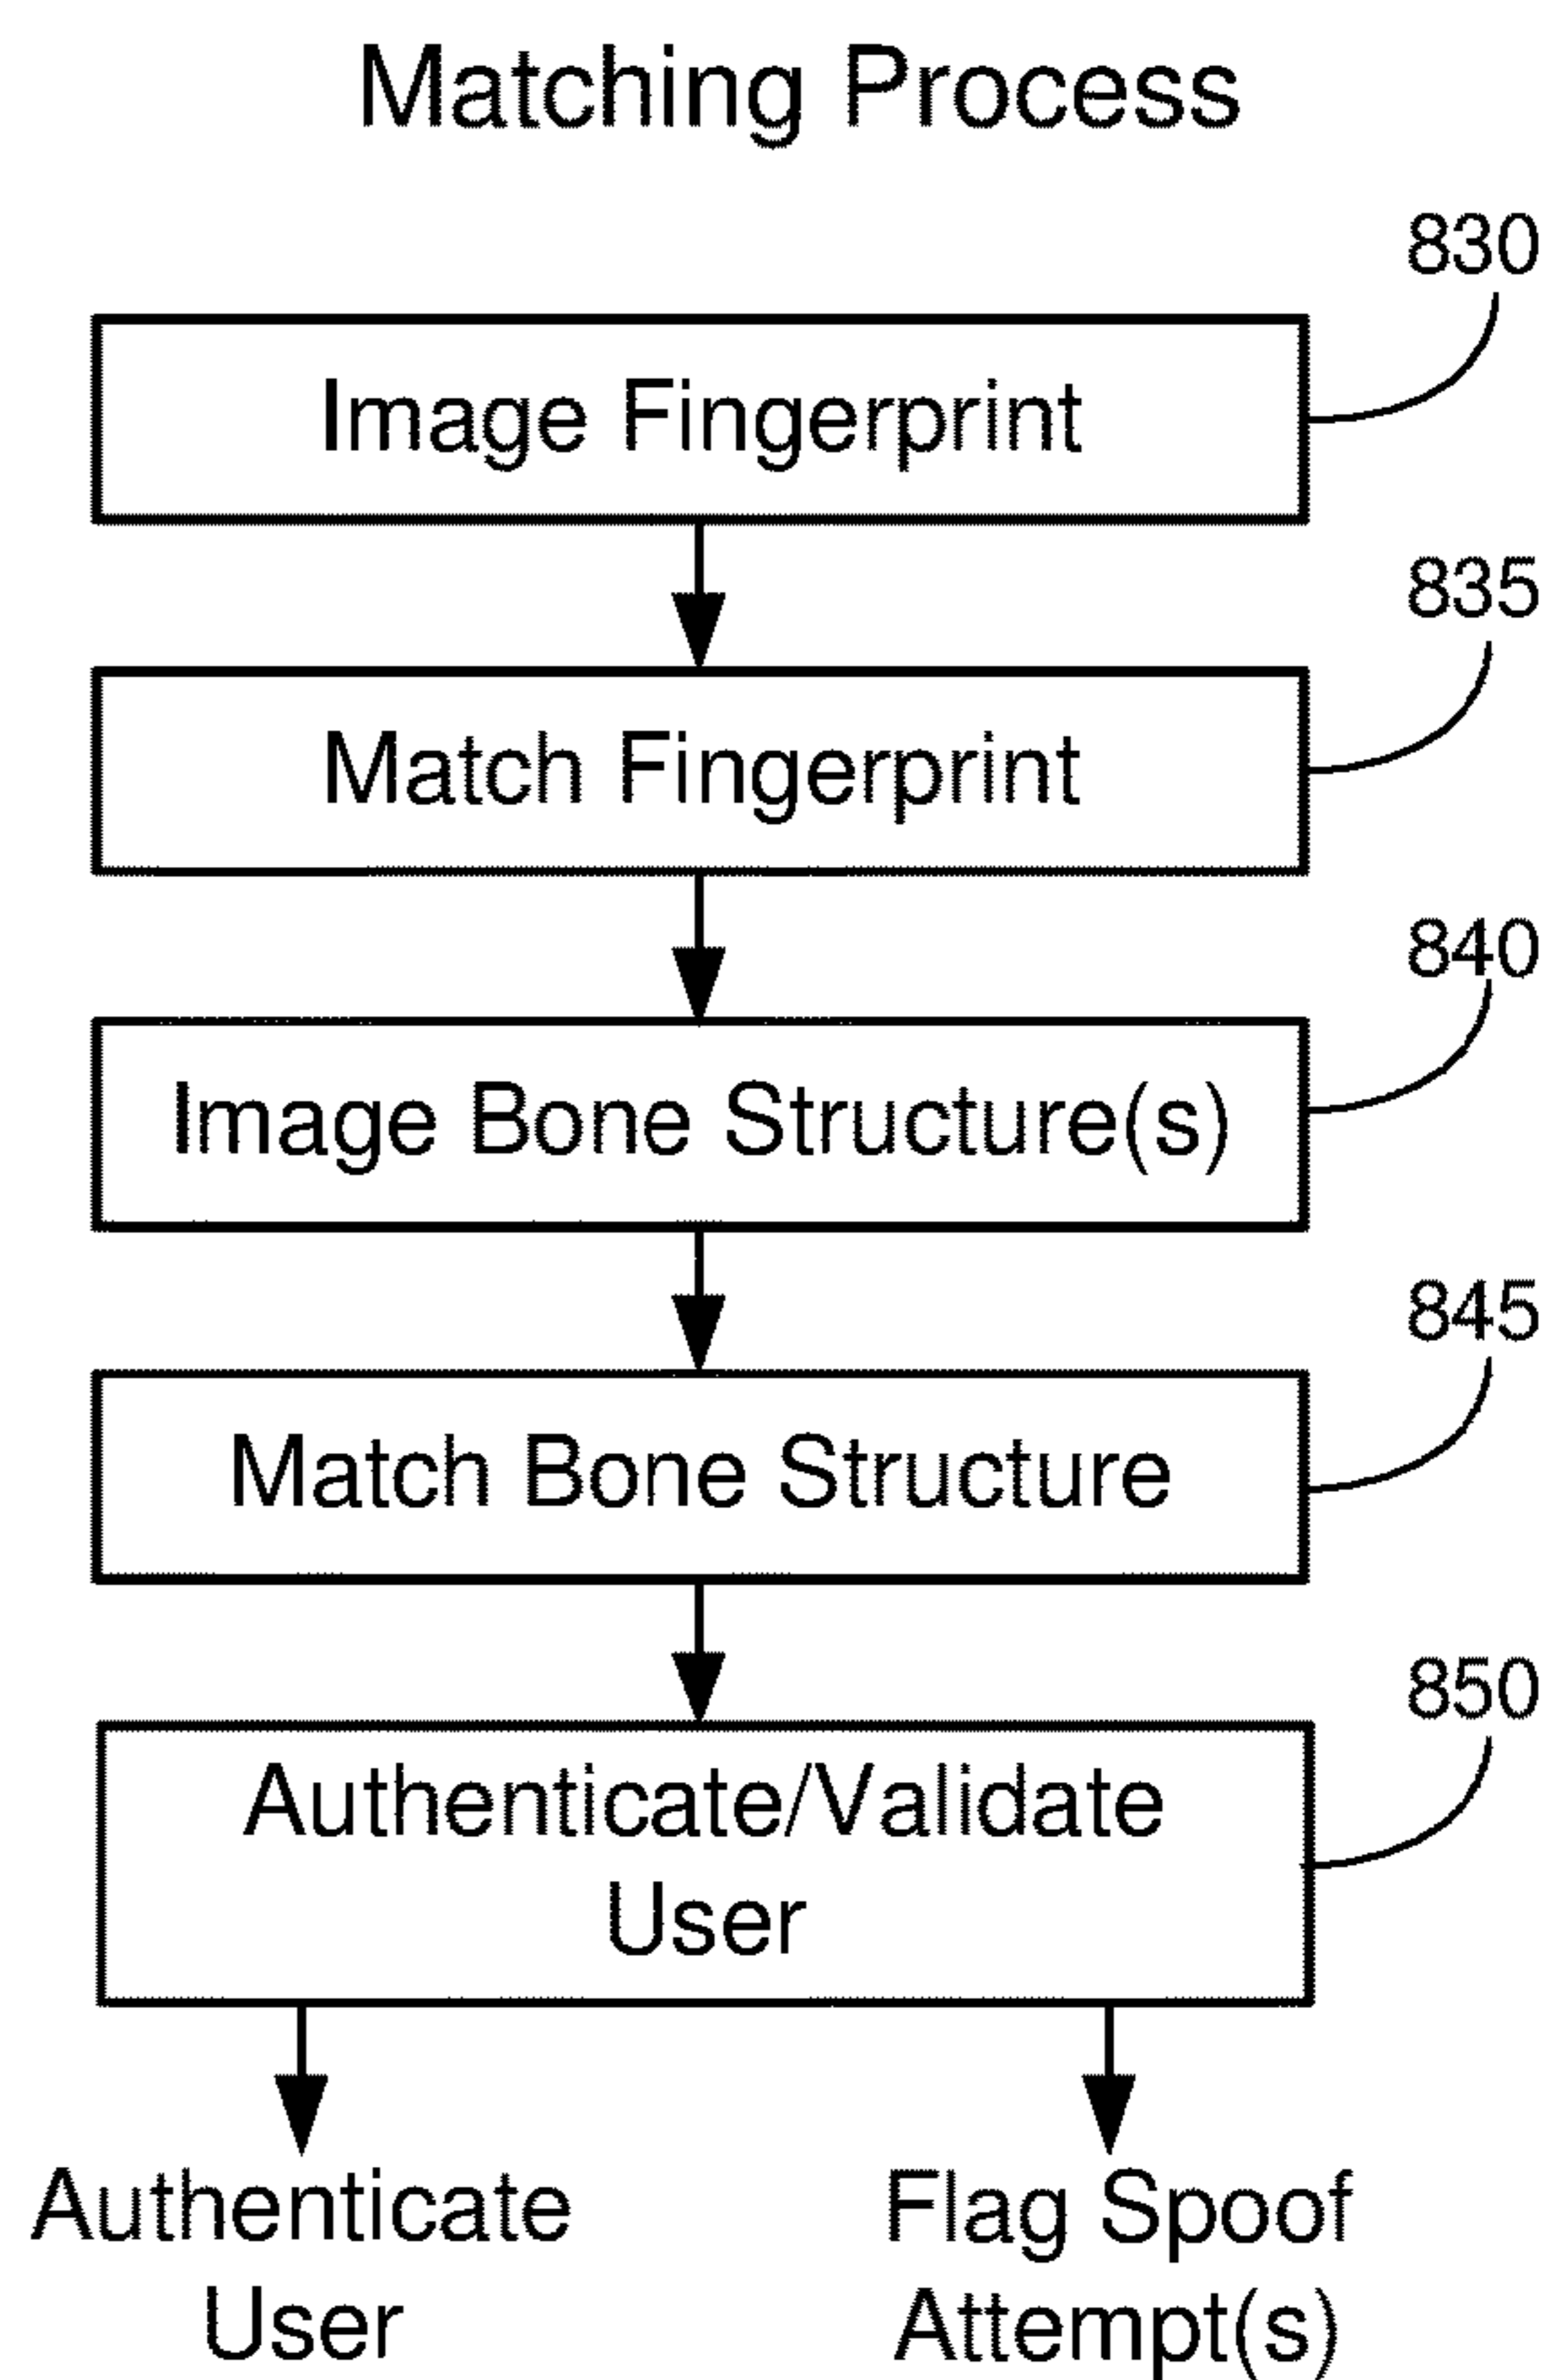 Matching Process
830
Image Fingerprint
835
Match Fingerprint
840
Image Bone Structure(s)
845
Match Bone Structure
850
Authenticate/Validate
User
Authenticate
User
Flag Spoof
Attempt(s)